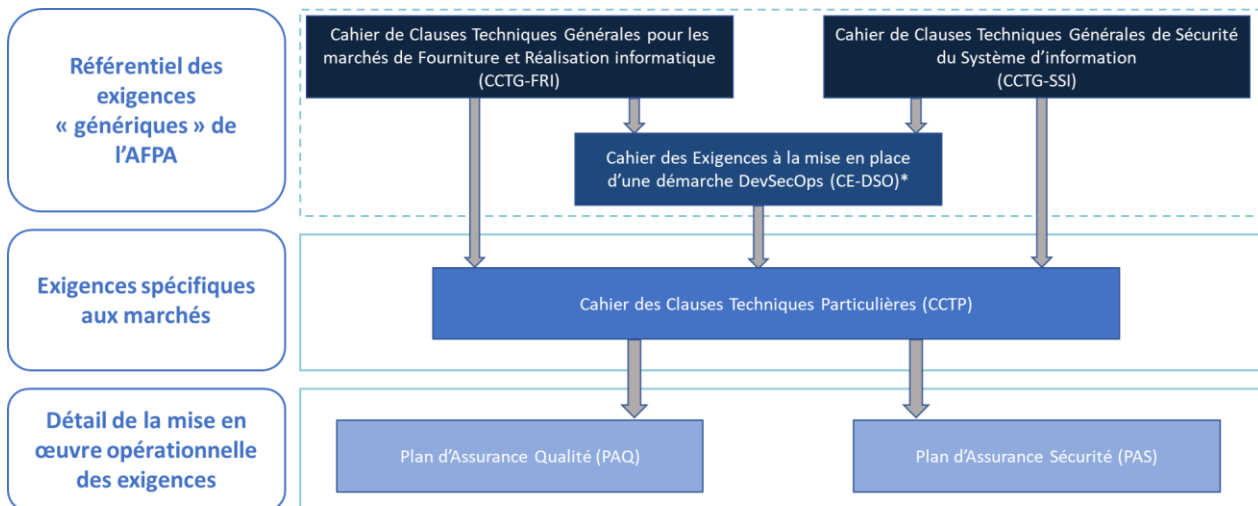 Référentiel des
exigences
« génériques » de
l’AFPA
Cahier de Clauses Techniques Générales pour les
marchés de Fourniture et Réalisation informatique
(CCTG-FRI)
Cahier de Clauses Techniques Générales de Sécurité
du Système d’information
(CCTG-SSI)
Cahier des Exigences à la mise en place
d’une démarche DevSecOps (CE-DSO)*
Exigences spécifiques
aux marchés
Cahier des Clauses Techniques Particulières (CCTP)
Détail de la mise en
œuvre opérationnelle
des exigences
Plan d’Assurance Qualité (PAQ)
Plan d’Assurance Sécurité (PAS)